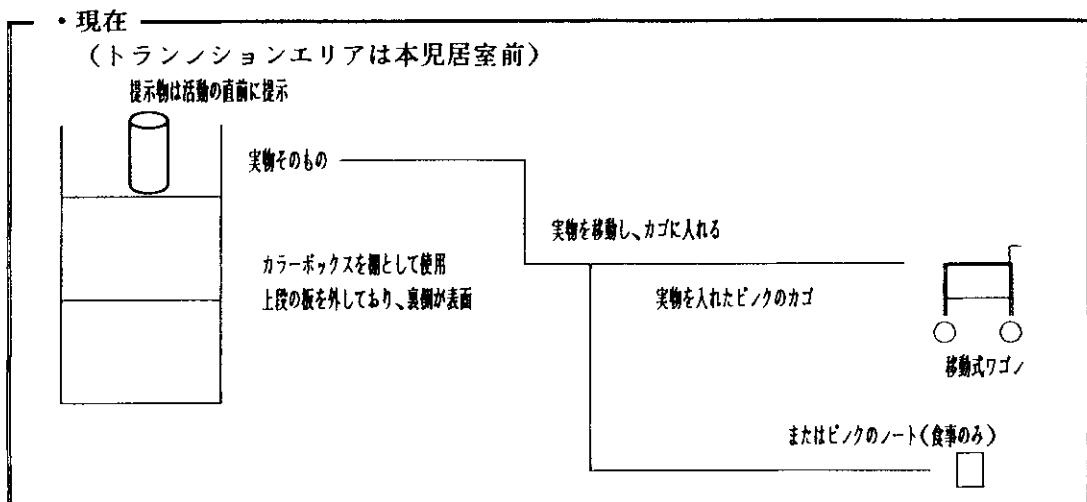 ・現在
（トランノションエリアは本児居室前）
提示物は活動の直前に提示
実物そのもの
実物を移動し、カゴに入れる
カラーボックスを棚として使用
上段の板を外しており、裏側が表面
実物を入れたピンクのカゴ
移動式ワゴン
またはピンクのノート（食事のみ）